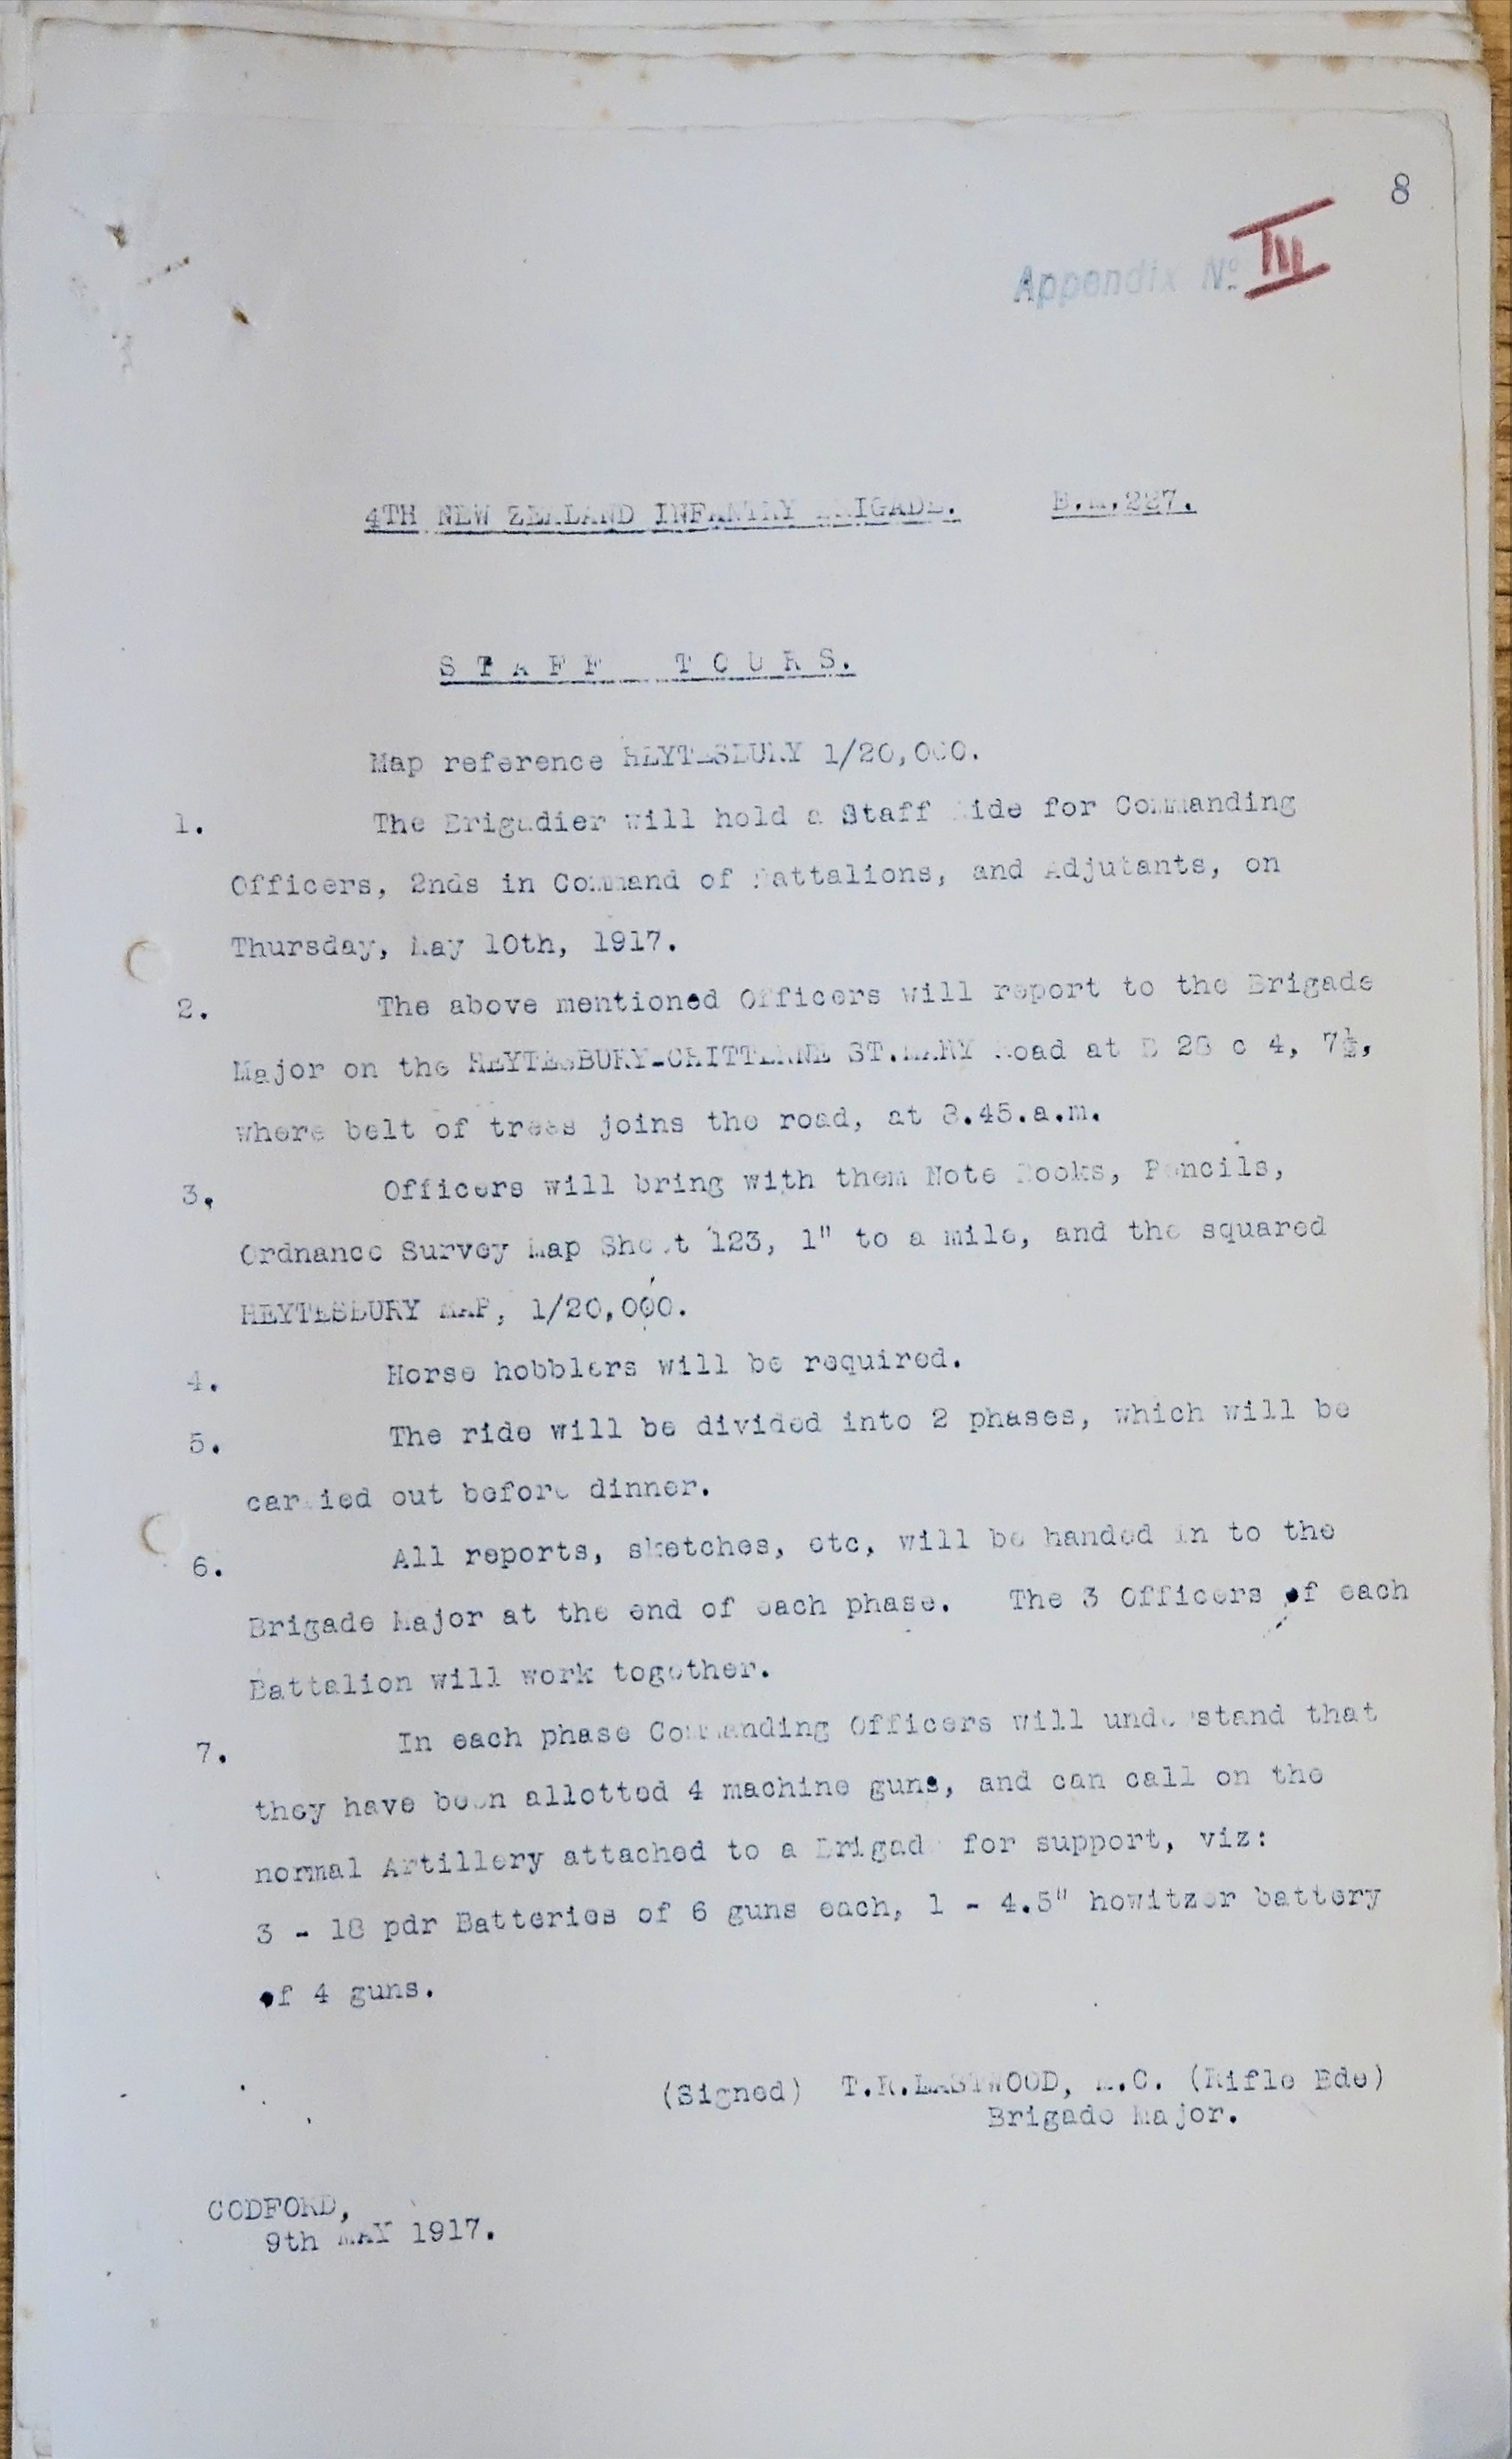 8
Appendix No III
4TH NEW ZEALAND INFANTRY BRIGADE. B.M.227.
STAFF TOURS.
Map reference HEYTESBURY 1/20,000.
1. The Brigadier will hold a Staff Ride for Commanding
Officers, 2nds in Command of Battalions, and Adjutants, on
Thursday, May 10th, 1917.
2. The above mentioned Officers will report to the Brigade
Major on the HEYTESBURY-CHITTERNE ST.MARY Road at 28 c 4, 7½,
where belt of trees joins the road, at 8.45.a.m.
3. Officers will bring with them Note Books, Pencils,
Ordnance Survey Map Sheet 123, 1" to a mile, and the squared
HEYTESBURY MAP, 1/20,000.
4. Horse hobblers will be required.
5. The ride will be divided into 2 phases, which will be
carried out before dinner.
6. All reports, sketches, etc, will be handed in to the
Brigade Major at the end of each phase. The 3 Officers of each
Battalion will work together.
7. In each phase Commanding Officers will understand that
they have been allotted 4 machine guns, and can call on the
normal Artillery attached to a Brigade for support, viz:
3 - 18 pdr Batteries of 6 guns each, 1 - 4.5" howitzer battery
of 4 guns.
(Signed) T.R.EASTWOOD, M.C. (Rifle Bde)
Brigade Major.
CODFORD,
9th MAY 1917.